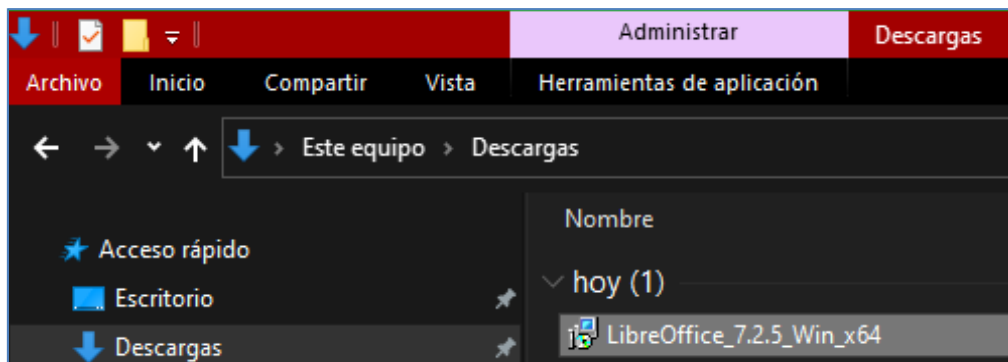 Administrar Descargas
Archivo Inicio Compartir Vista Herramientas de aplicación
Este equipo > Descargas
Nombre
Acceso rápido
hoy (1)
Escritorio
LibreOffice_7.2.5_Win_x64
Descargas